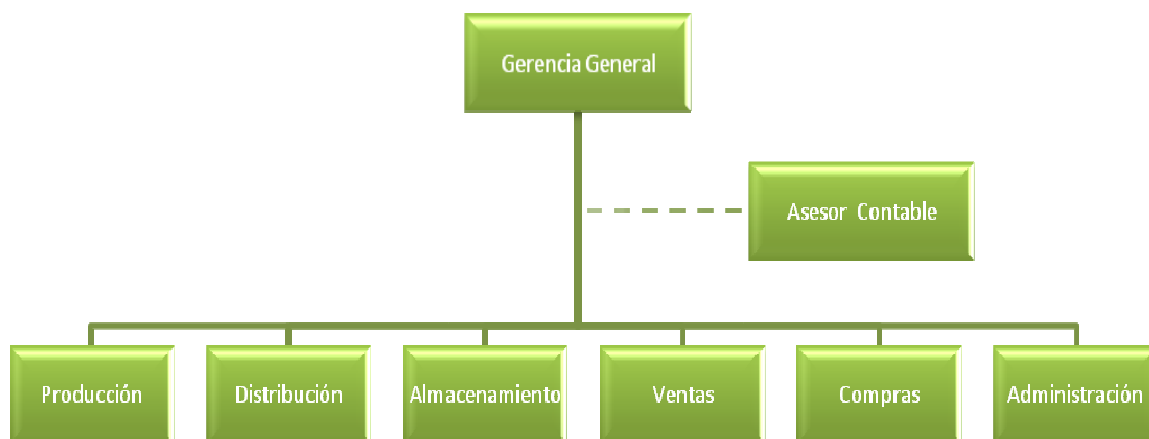 Gerencia General
Asesor Contable
Producción
Distribución
Almacenamiento
Ventas
Compras
Administración